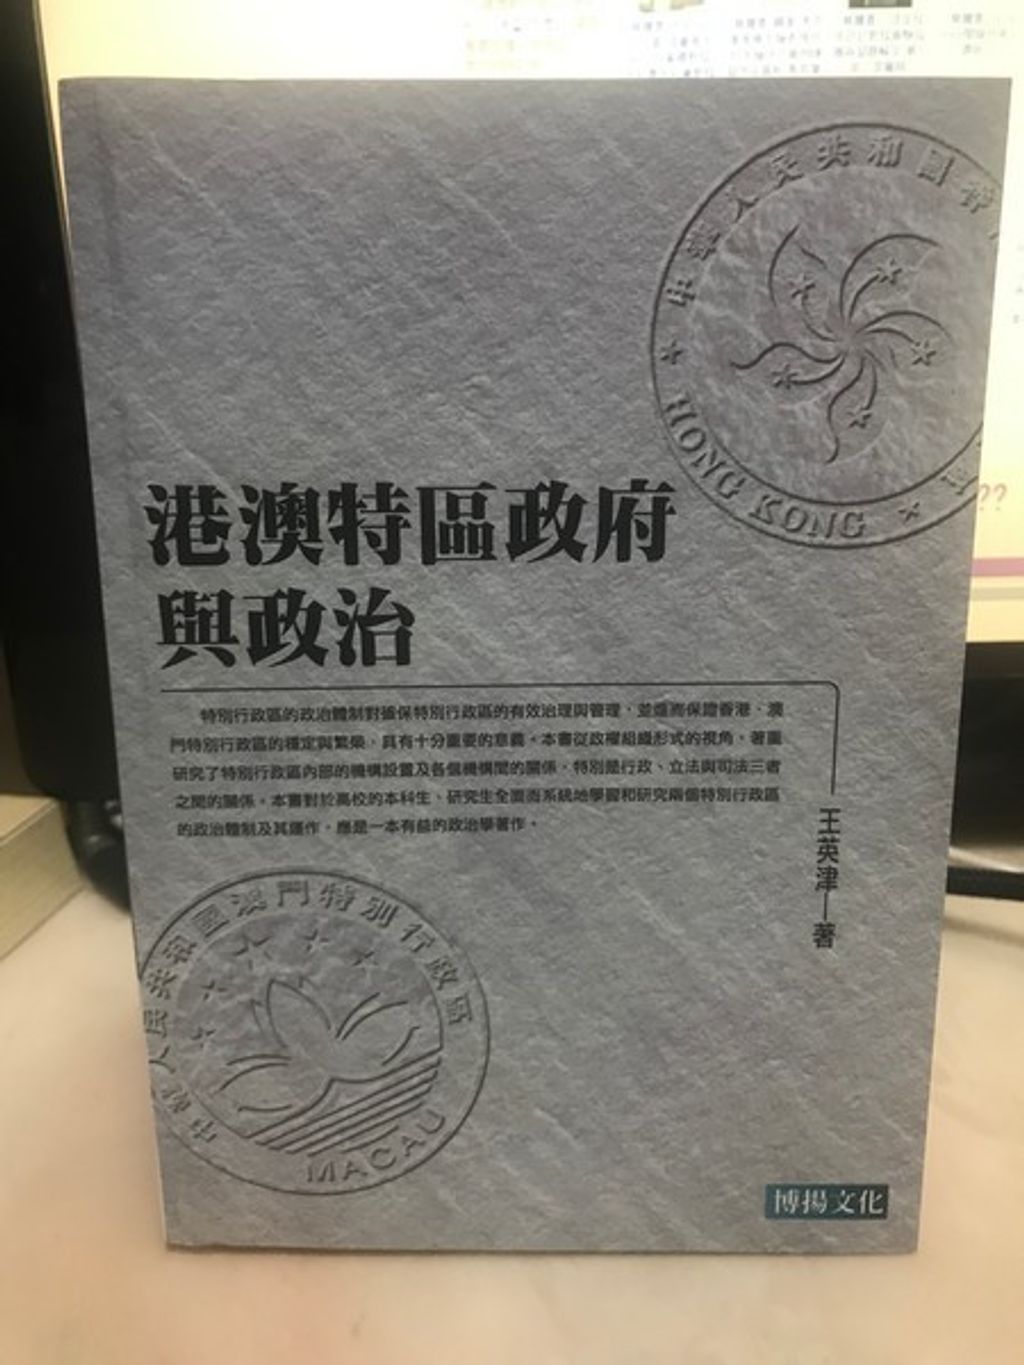 中華人民共和國香
HONG KONG
港澳特區政府
與政治
特別行政區的政治體制對確保特別行政區的有效治理與管理,並進而保證香港、澳
門特別行政區的穩定與繁榮,具有十分重要的意義。本書從政權組織形式的視角,著重
研究了特別行政區內部的機構設置及各個機構間的關係,特別是行政、立法與司法三者
之間的關係。本書對於高校的本科生、研究生全面而系統地學習和研究兩個特別行政區
的政治體制及其運作,應是一本有益的政治學著作。
王英津—著
中華人民共和國澳門特別行政區
MACAU
博揚文化